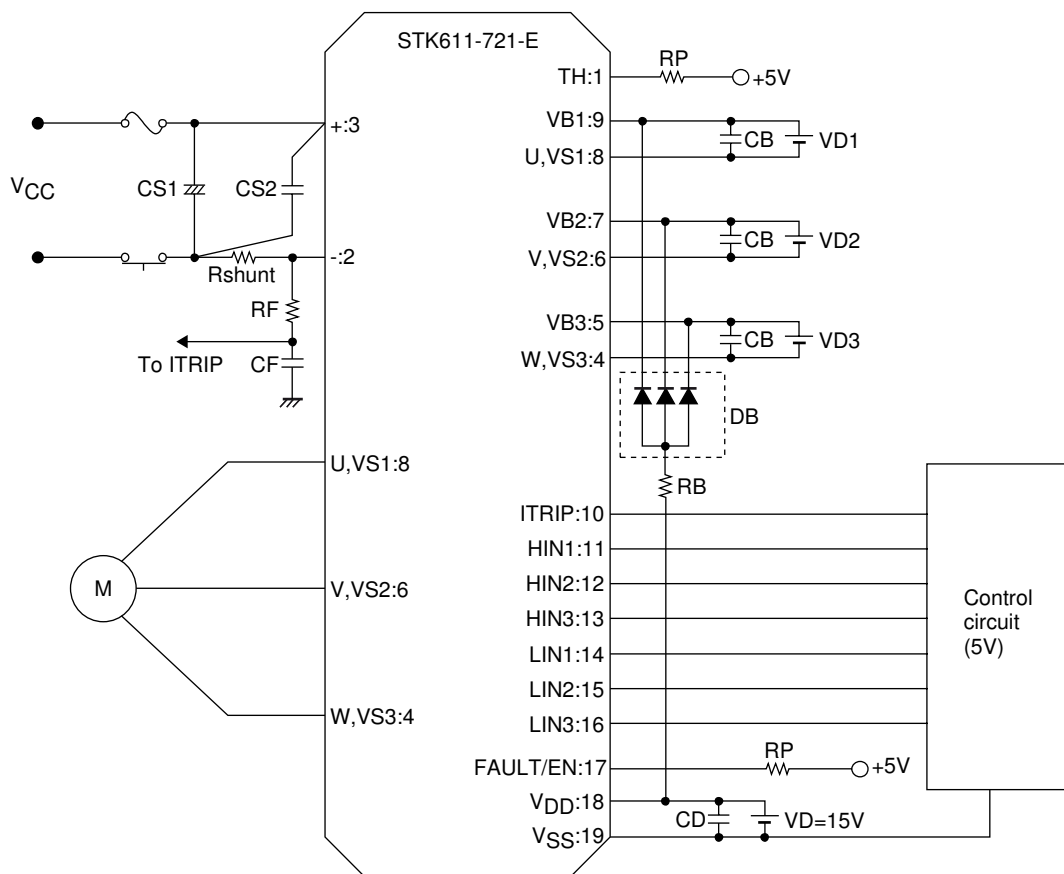 STK611-721-E
TH:1
RP
+5V
+:3
VB1:9
CB
VD1
U,VS1:8
VCC
CS1
CS2
VB2:7
CB
VD2
V,VS2:6
-:2
Rshunt
RF
VB3:5
CB
VD3
W,VS3:4
To ITRIP
CF
DB
U,VS1:8
RB
ITRIP:10
HIN1:11
M
V,VS2:6
HIN2:12
HIN3:13
Control
circuit
(5V)
LIN1:14
LIN2:15
W,VS3:4
LIN3:16
RP
FAULT/EN:17
+5V
VDD:18
CD
VD=15V
VSS:19